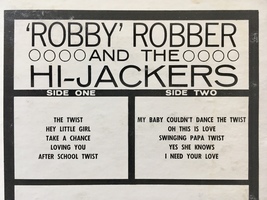 'ROBBY' ROBBER
AND THE
HI-JACKERS
SIDE ONE
THE TWIST
HEY LITTLE GIRL
TAKE A CHANCE
LOVING YOU
AFTER SCHOOL TWIST
SIDE TWO
MY BABY COULDN'T DANCE THE TWIST
OH THIS IS LOVE
SWINGING PAPA TWIST
YES SHE KNOWS
I NEED YOUR LOVE